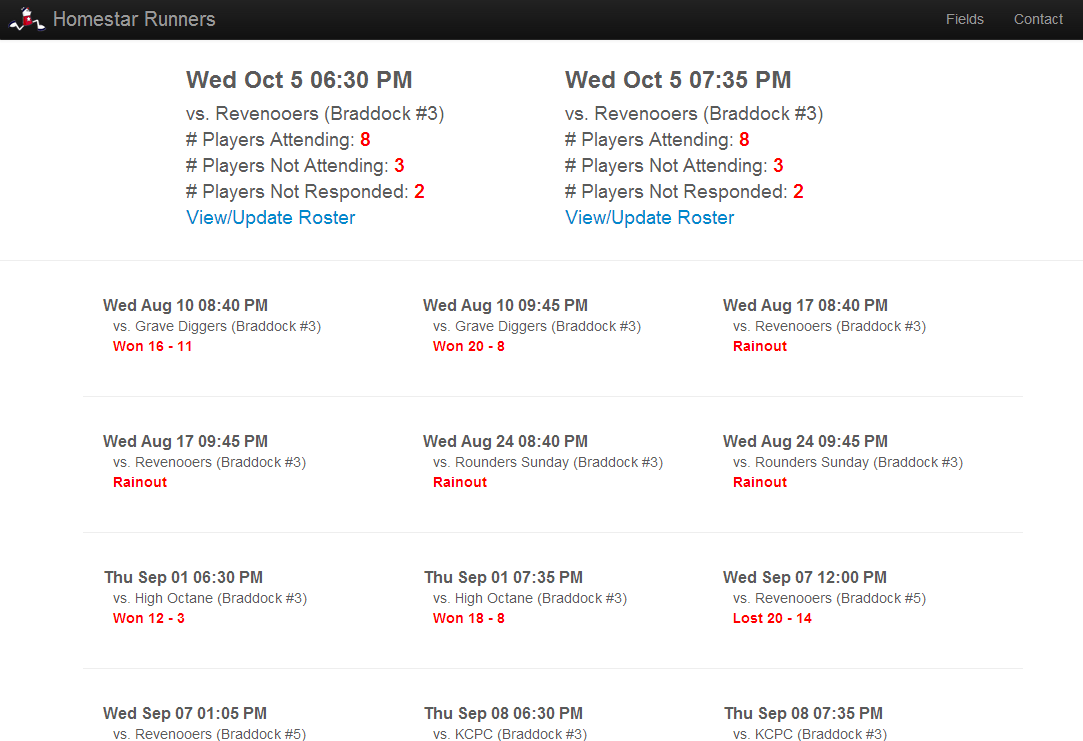 Homestar Runners
Fields
Contact
Wed Oct 5 06:30 PM
vs. Revenooers (Braddock #3)
# Players Attending: 8
# Players Not Attending: 3
# Players Not Responded: 2
View/Update Roster
Wed Oct 5 07:35 PM
vs. Revenooers (Braddock #3)
# Players Attending: 8
# Players Not Attending: 3
# Players Not Responded: 2
View/Update Roster
Wed Aug 10 08:40 PM
vs. Grave Diggers (Braddock #3)
Won 16 - 11
Wed Aug 10 09:45 PM
vs. Grave Diggers (Braddock #3)
Won 20 - 8
Wed Aug 17 08:40 PM
vs. Revenooers (Braddock #3)
Rainout
Wed Aug 17 09:45 PM
vs. Revenooers (Braddock #3)
Rainout
Wed Aug 24 08:40 PM
vs. Rounders Sunday (Braddock #3)
Rainout
Wed Aug 24 09:45 PM
vs. Rounders Sunday (Braddock #3)
Rainout
Thu Sep 01 06:30 PM
vs. High Octane (Braddock #3)
Won 12 - 3
Thu Sep 01 07:35 PM
vs. High Octane (Braddock #3)
Won 18 - 8
Wed Sep 07 12:00 PM
vs. Revenooers (Braddock #5)
Lost 20 - 14
Wed Sep 07 01:05 PM
vs. Revenooers (Braddock #5)
Thu Sep 08 06:30 PM
vs. KCPC (Braddock #3)
Thu Sep 08 07:35 PM
vs. KCPC (Braddock #3)